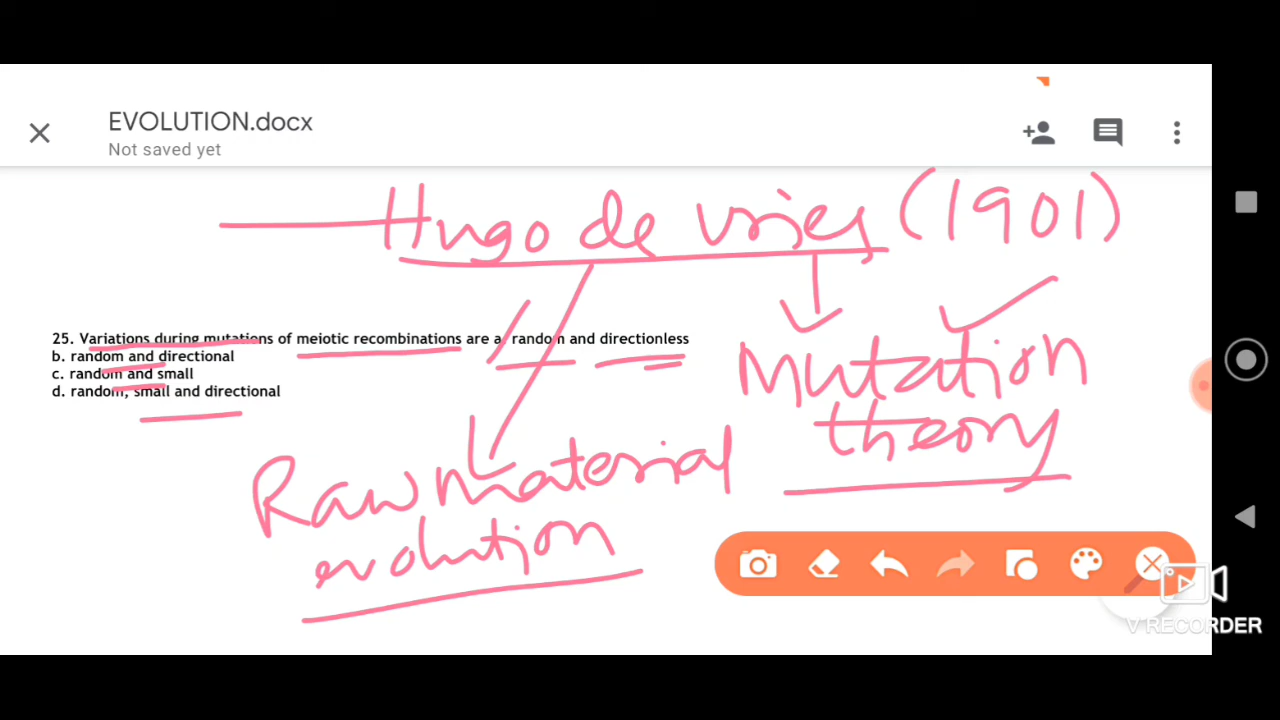 EVOLUTION.docx
Not saved yet
Hugo de vries (1901)
25. Variations during mutations of meiotic recombinations are a. random and directionless
b. random and directional
c. random and small
d. random, small and directional
Mutation
theory
Raw material
evolution
V RECORDER